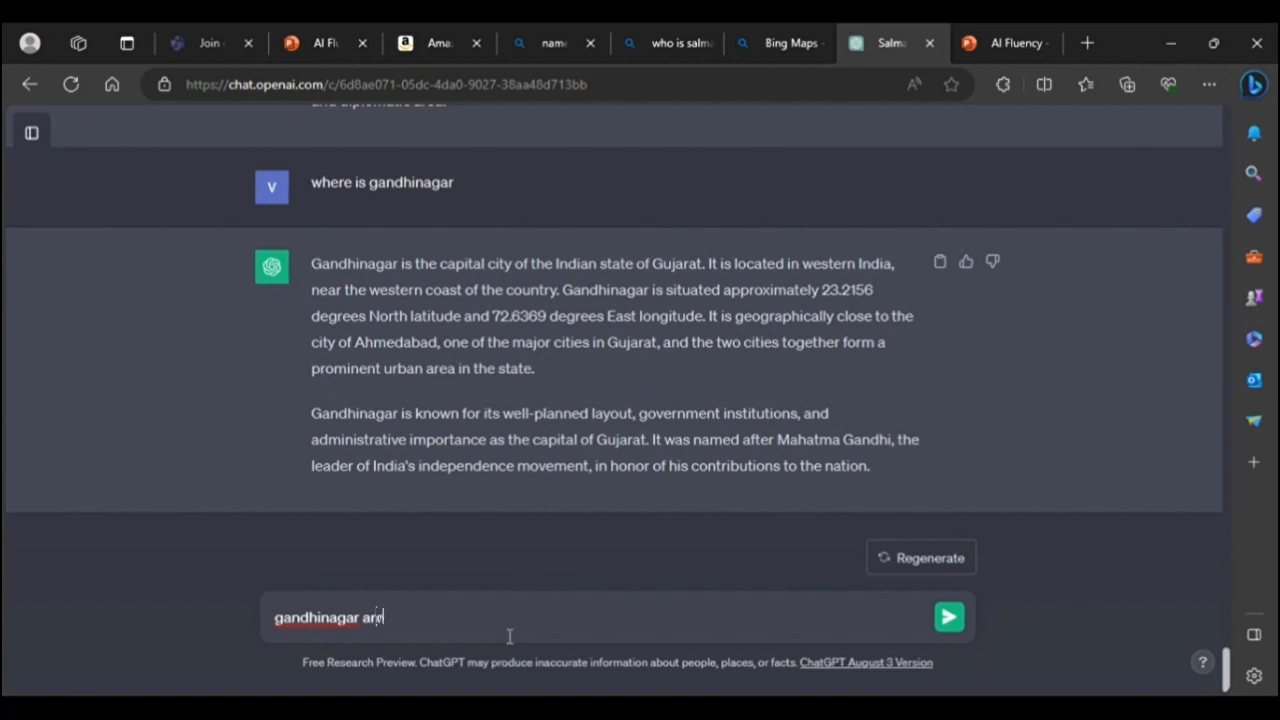 Join
AI Fl
Ama
nam
who is salm
Bing Maps -
Salm
AI Fluency -
https://chat.openai.com/c/6d8ae071-05dc-4da0-9027-38aa48d713bb
and diplomatic area.
V
where is gandhinagar
Gandhinagar is the capital city of the Indian state of Gujarat. It is located in western India,
near the western coast of the country. Gandhinagar is situated approximately 23.2156
degrees North latitude and 72.6369 degrees East longitude. It is geographically close to the
city of Ahmedabad, one of the major cities in Gujarat, and the two cities together form a
prominent urban area in the state.
Gandhinagar is known for its well-planned layout, government institutions, and
administrative importance as the capital of Gujarat. It was named after Mahatma Gandhi, the
leader of India's independence movement, in honor of his contributions to the nation.
Regenerate
gandhinagar
Free Research Preview. ChatGPT may produce inaccurate information about people, places, or facts. ChatGPT August 3 Version
?